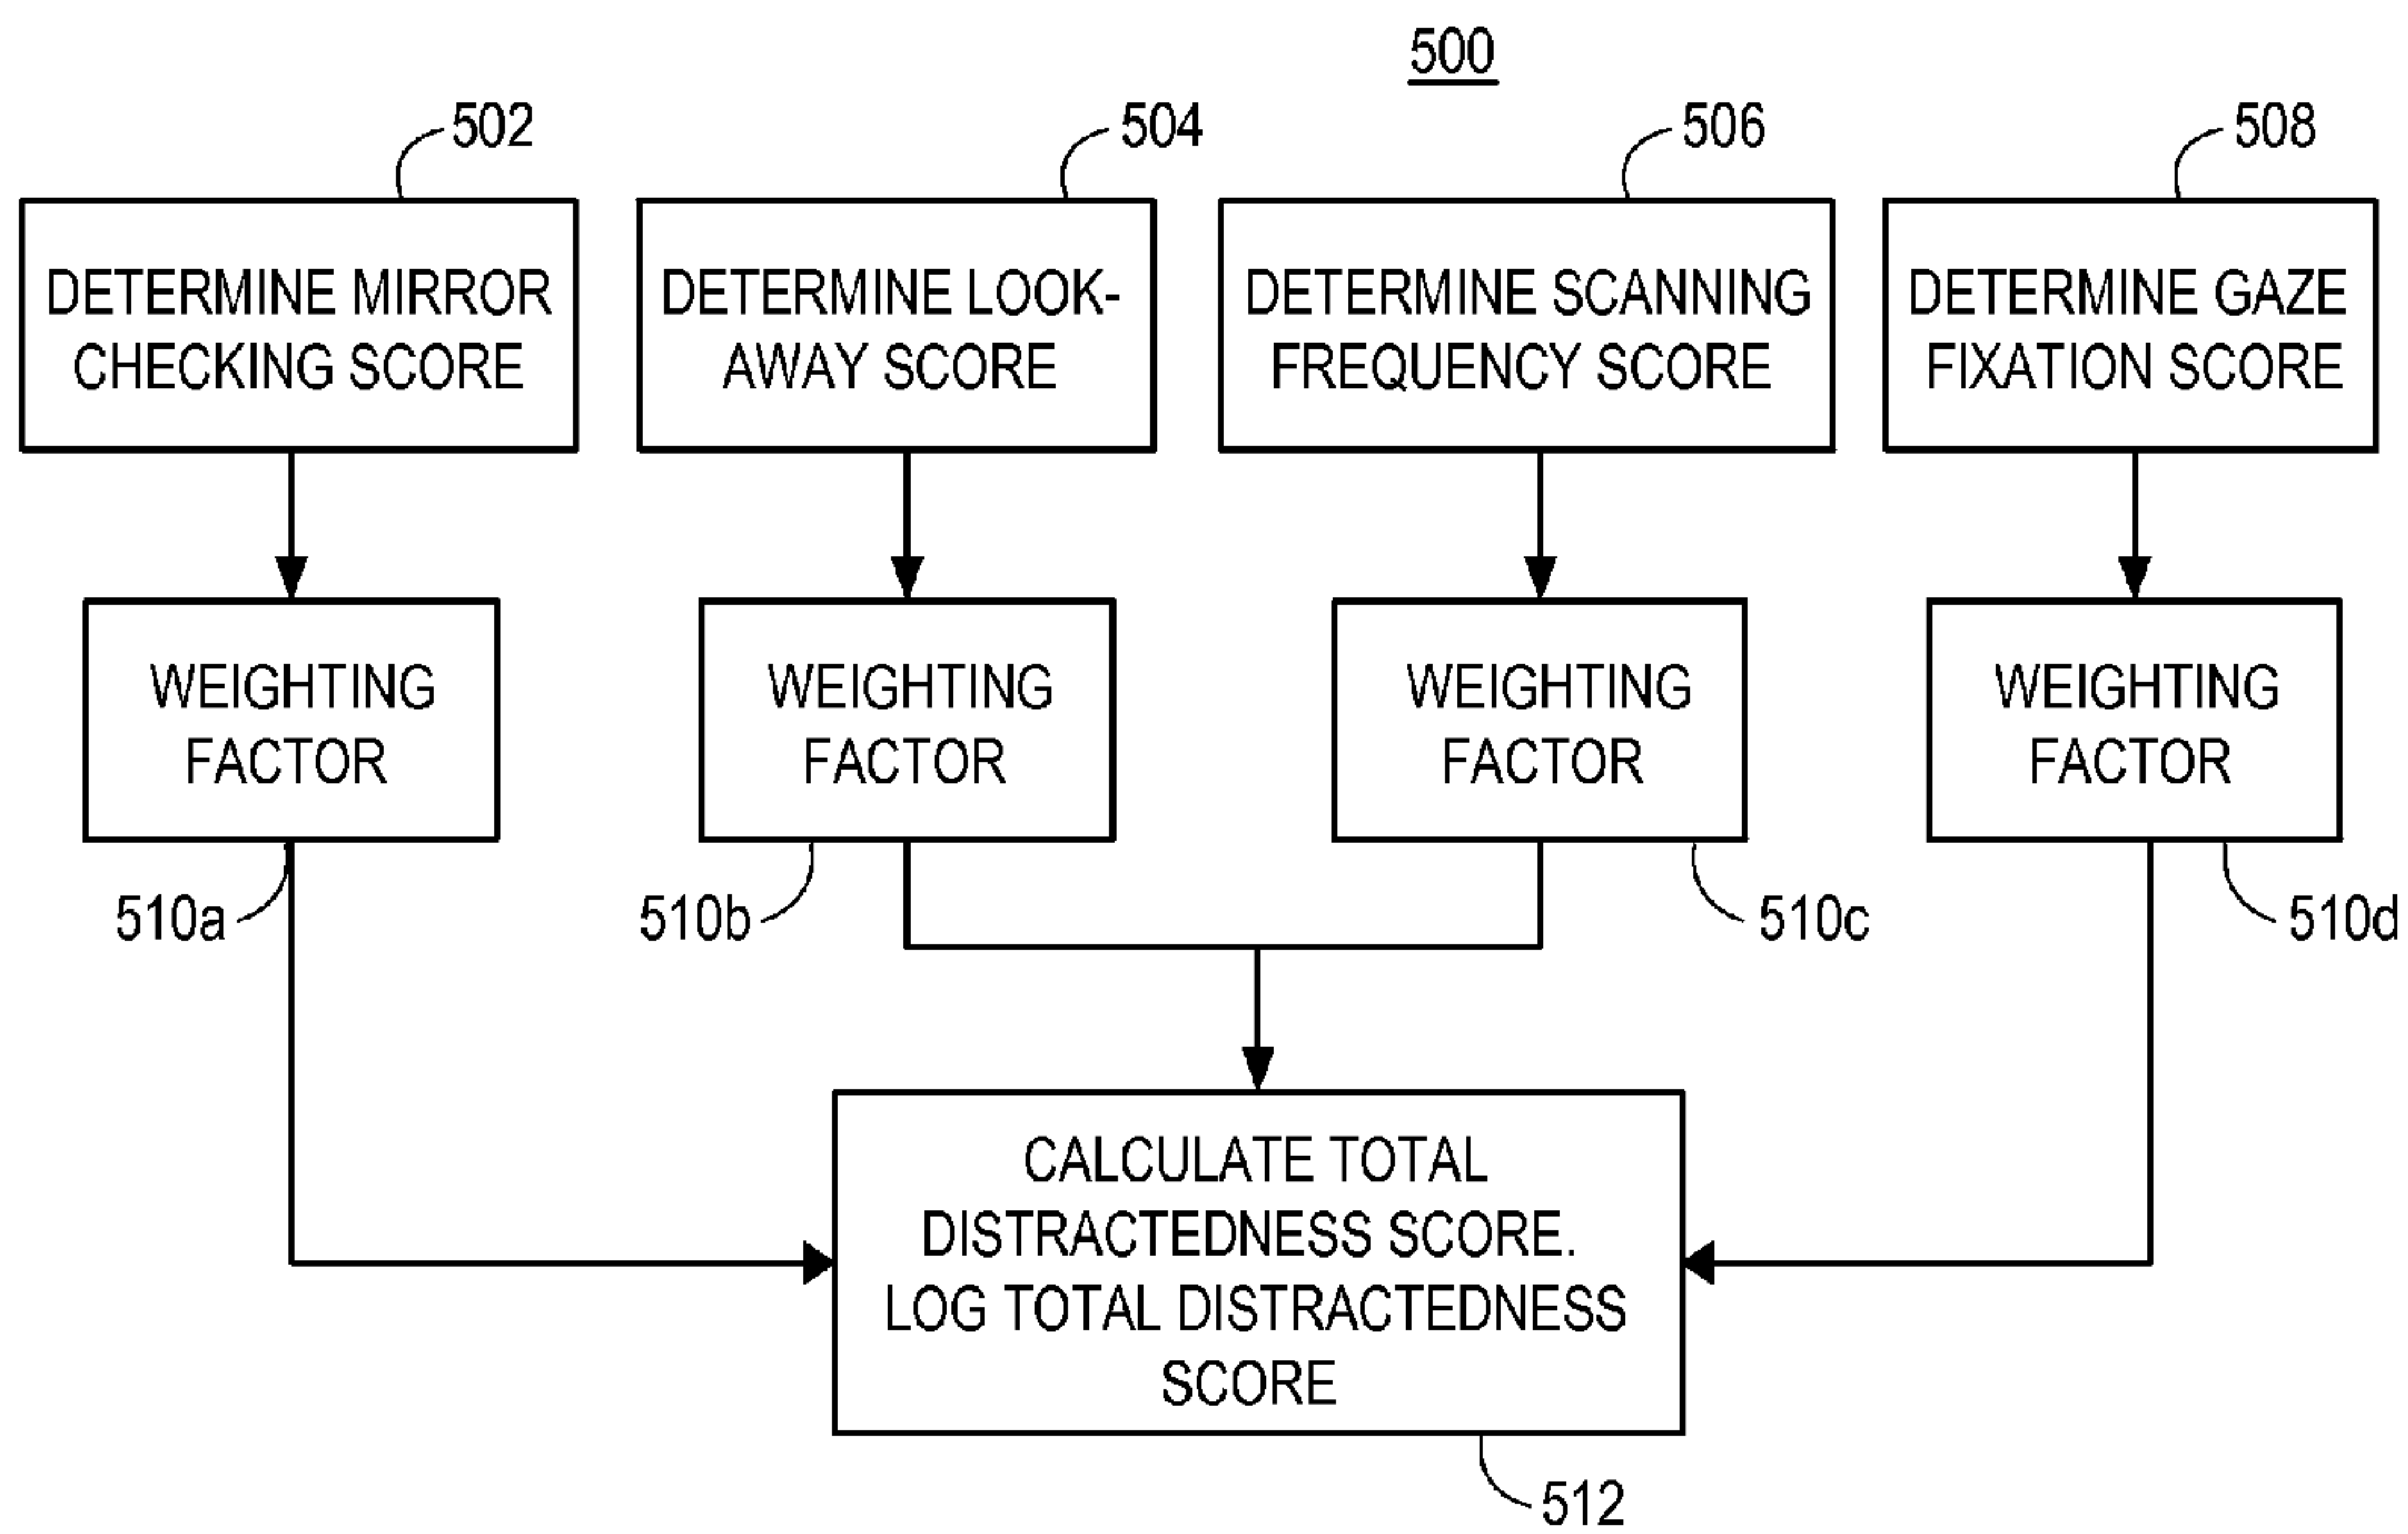 500
502
504
506
508
DETERMINE MIRROR
CHECKING SCORE
DETERMINE LOOK-
AWAY SCORE
DETERMINE SCANNING
FREQUENCY SCORE
DETERMINE GAZE
FIXATION SCORE
WEIGHTING
FACTOR
WEIGHTING
FACTOR
WEIGHTING
FACTOR
WEIGHTING
FACTOR
510a
510b
510c
510d
CALCULATE TOTAL
DISTRACTEDNESS SCORE.
LOG TOTAL DISTRACTEDNESS
SCORE
512